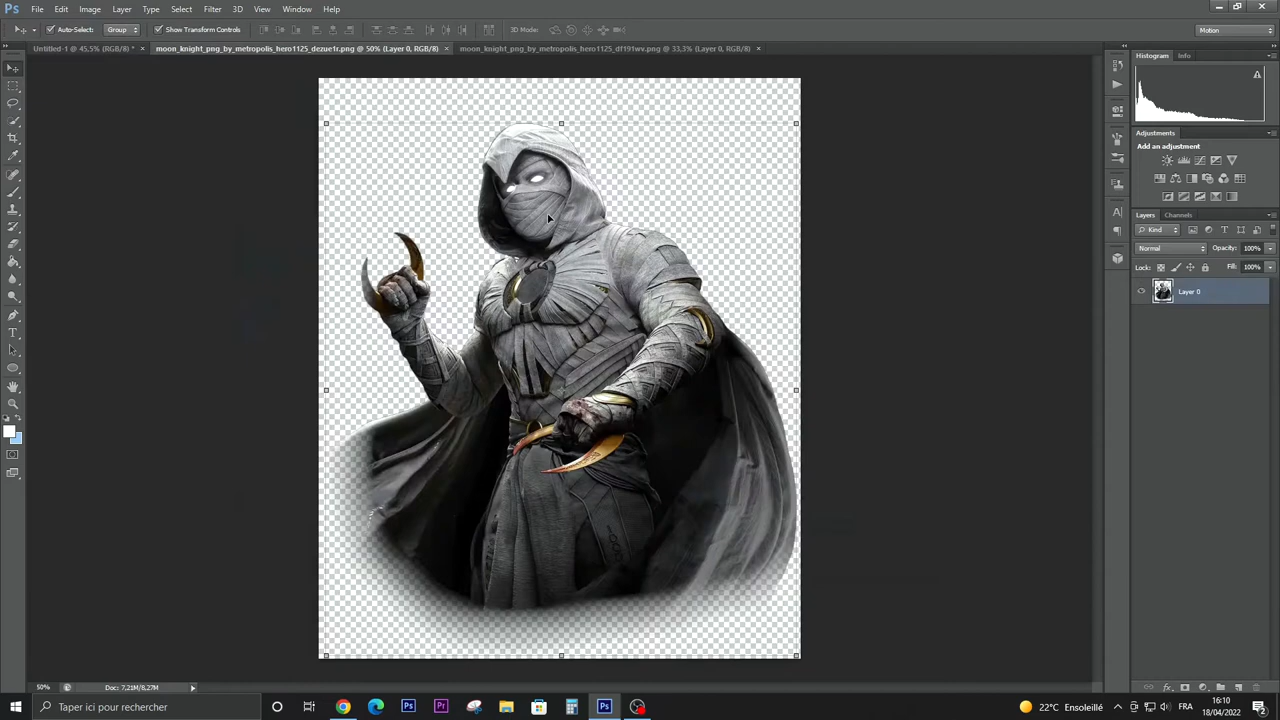 Ps File Edit Image Layer Type Select Filter 3D View Window Help
Auto-Select: Group Show Transform Controls 3D Mode: Motion
Untitled-1 @ 45,5% (RGB/8) * × moon_knight_png_by_metropolis_hero1125_dezue1r.png @ 50% (Layer 0, RGB/8) × moon_knight_png_by_metropolis_hero1125_df191wv.png @ 33,3% (Layer 0, RGB/8) ×
Histogram Info
Adjustments
Add an adjustment
Layers Channels
Kind
Normal Opacity: 100%
Lock: Fill: 100%
Layer 0
50% Doc: 7,21M/8,27M
Taper ici pour rechercher
Ps Pr Ps
22°C Ensoleillé FRA 16:10
18/04/2022